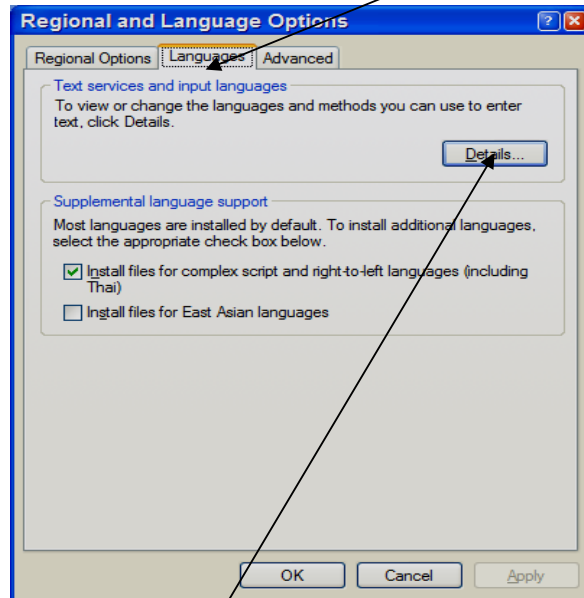 Regional and Language Options
Regional Options Languages Advanced
Text services and input languages
To view or change the languages and methods you can use to enter
text, click Details.
Details...
Supplemental language support
Most languages are installed by default. To install additional languages,
select the appropriate check box below.
Install files for complex script and right-to-left languages (including
Thai)
Install files for East Asian languages
OK Cancel Apply